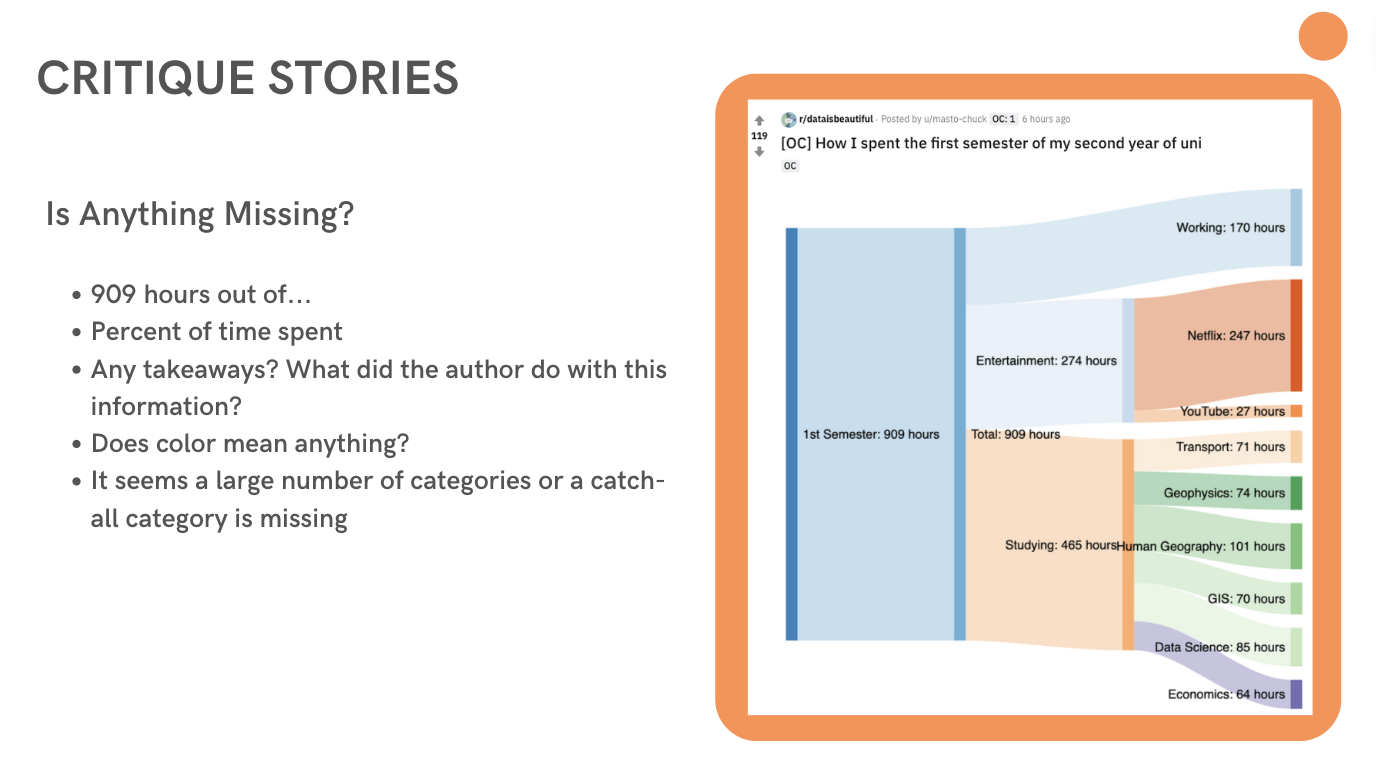 CRITIQUE STORIES
Is Anything Missing?
• 909 hours out of...
• Percent of time spent
• Any takeaways? What did the author do with this
information?
• Does color mean anything?
• It seems a large number of categories or a catch-
all category is missing
r/dataisbeautiful · Posted by u/masto-chuck OC: 1 6 hours ago
119
[OC] How I spent the first semester of my second year of uni
OC
Working: 170 hours
Netflix: 247 hours
Entertainment: 274 hours
YouTube: 27 hours
1st Semester: 909 hours
Total: 909 hours
Transport: 71 hours
Geophysics: 74 hours
Studying: 465 hours
Human Geography: 101 hours
GIS: 70 hours
Data Science: 85 hours
Economics: 64 hours